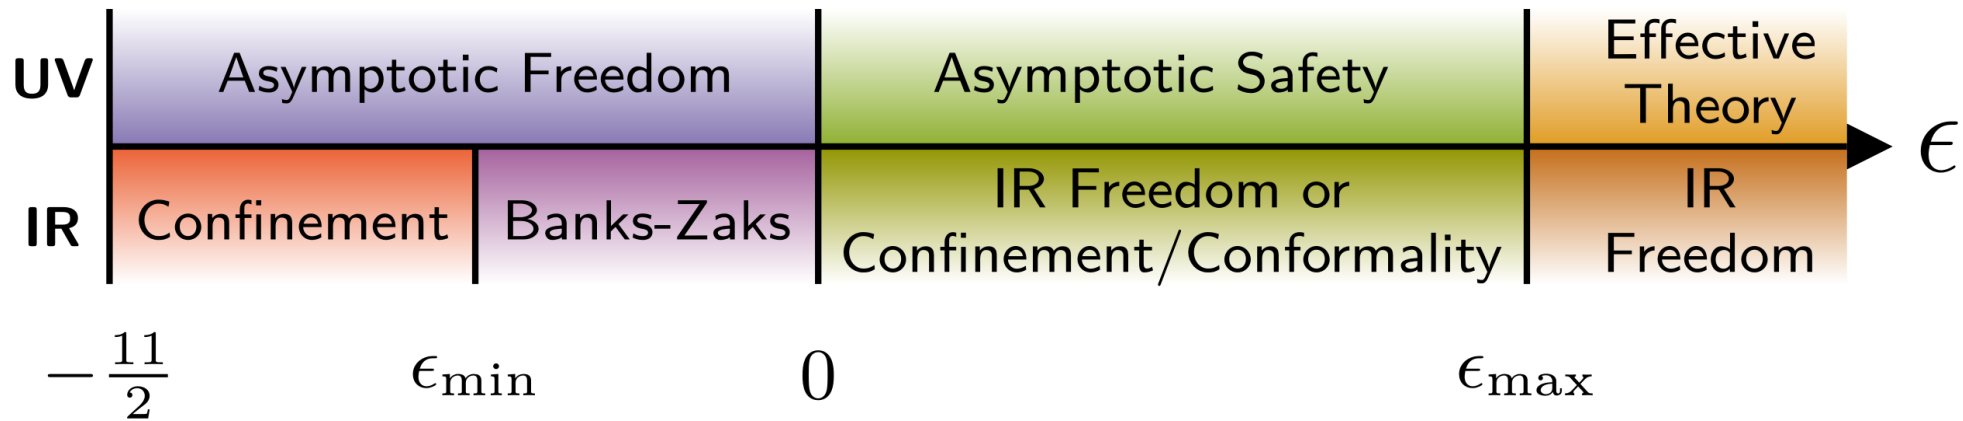 UV Asymptotic Freedom Asymptotic Safety Effective Theory
ϵ
IR Confinement Banks-Zaks IR Freedom or Confinement/Conformality IR Freedom
−11/2 ϵmin 0 ϵmax